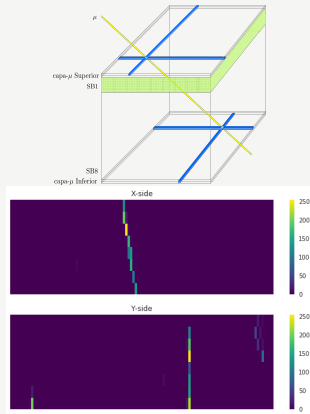 μ
capa-μ Superior
SB1
SB8
capa-μ Inferior
X-side
250
200
150
100
50
0
Y-side
250
200
150
100
50
0